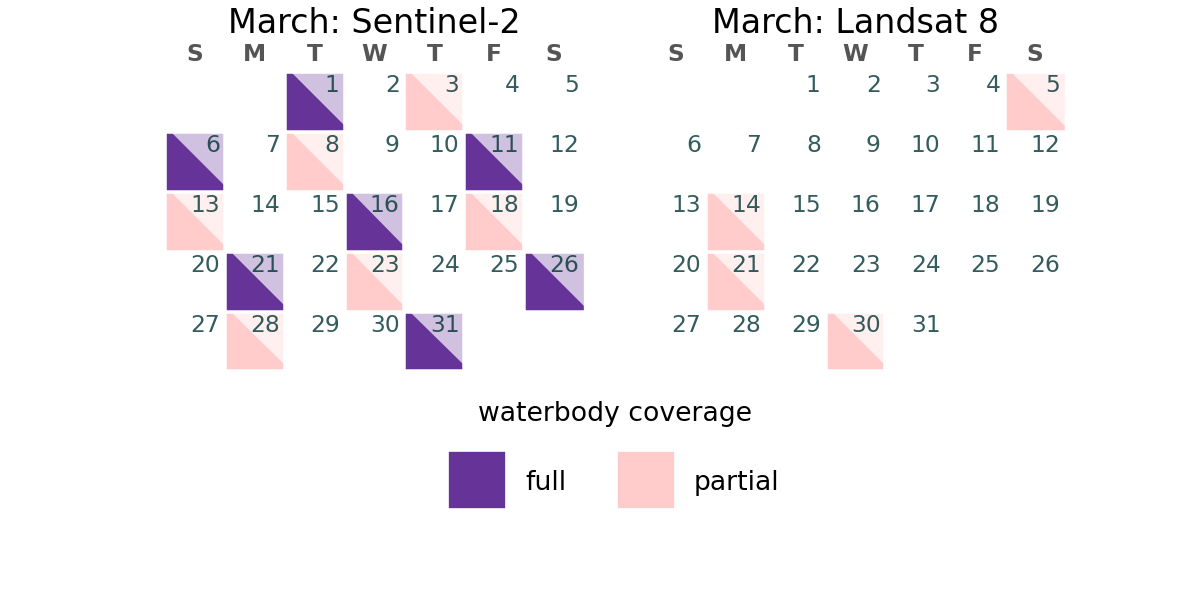 March: Sentinel-2
S M T W T F S
1 2 3 4 5
6 7 8 9 10 11 12
13 14 15 16 17 18 19
20 21 22 23 24 25 26
27 28 29 30 31
March: Landsat 8
S M T W T F S
1 2 3 4 5
6 7 8 9 10 11 12
13 14 15 16 17 18 19
20 21 22 23 24 25 26
27 28 29 30 31
waterbody coverage
full partial